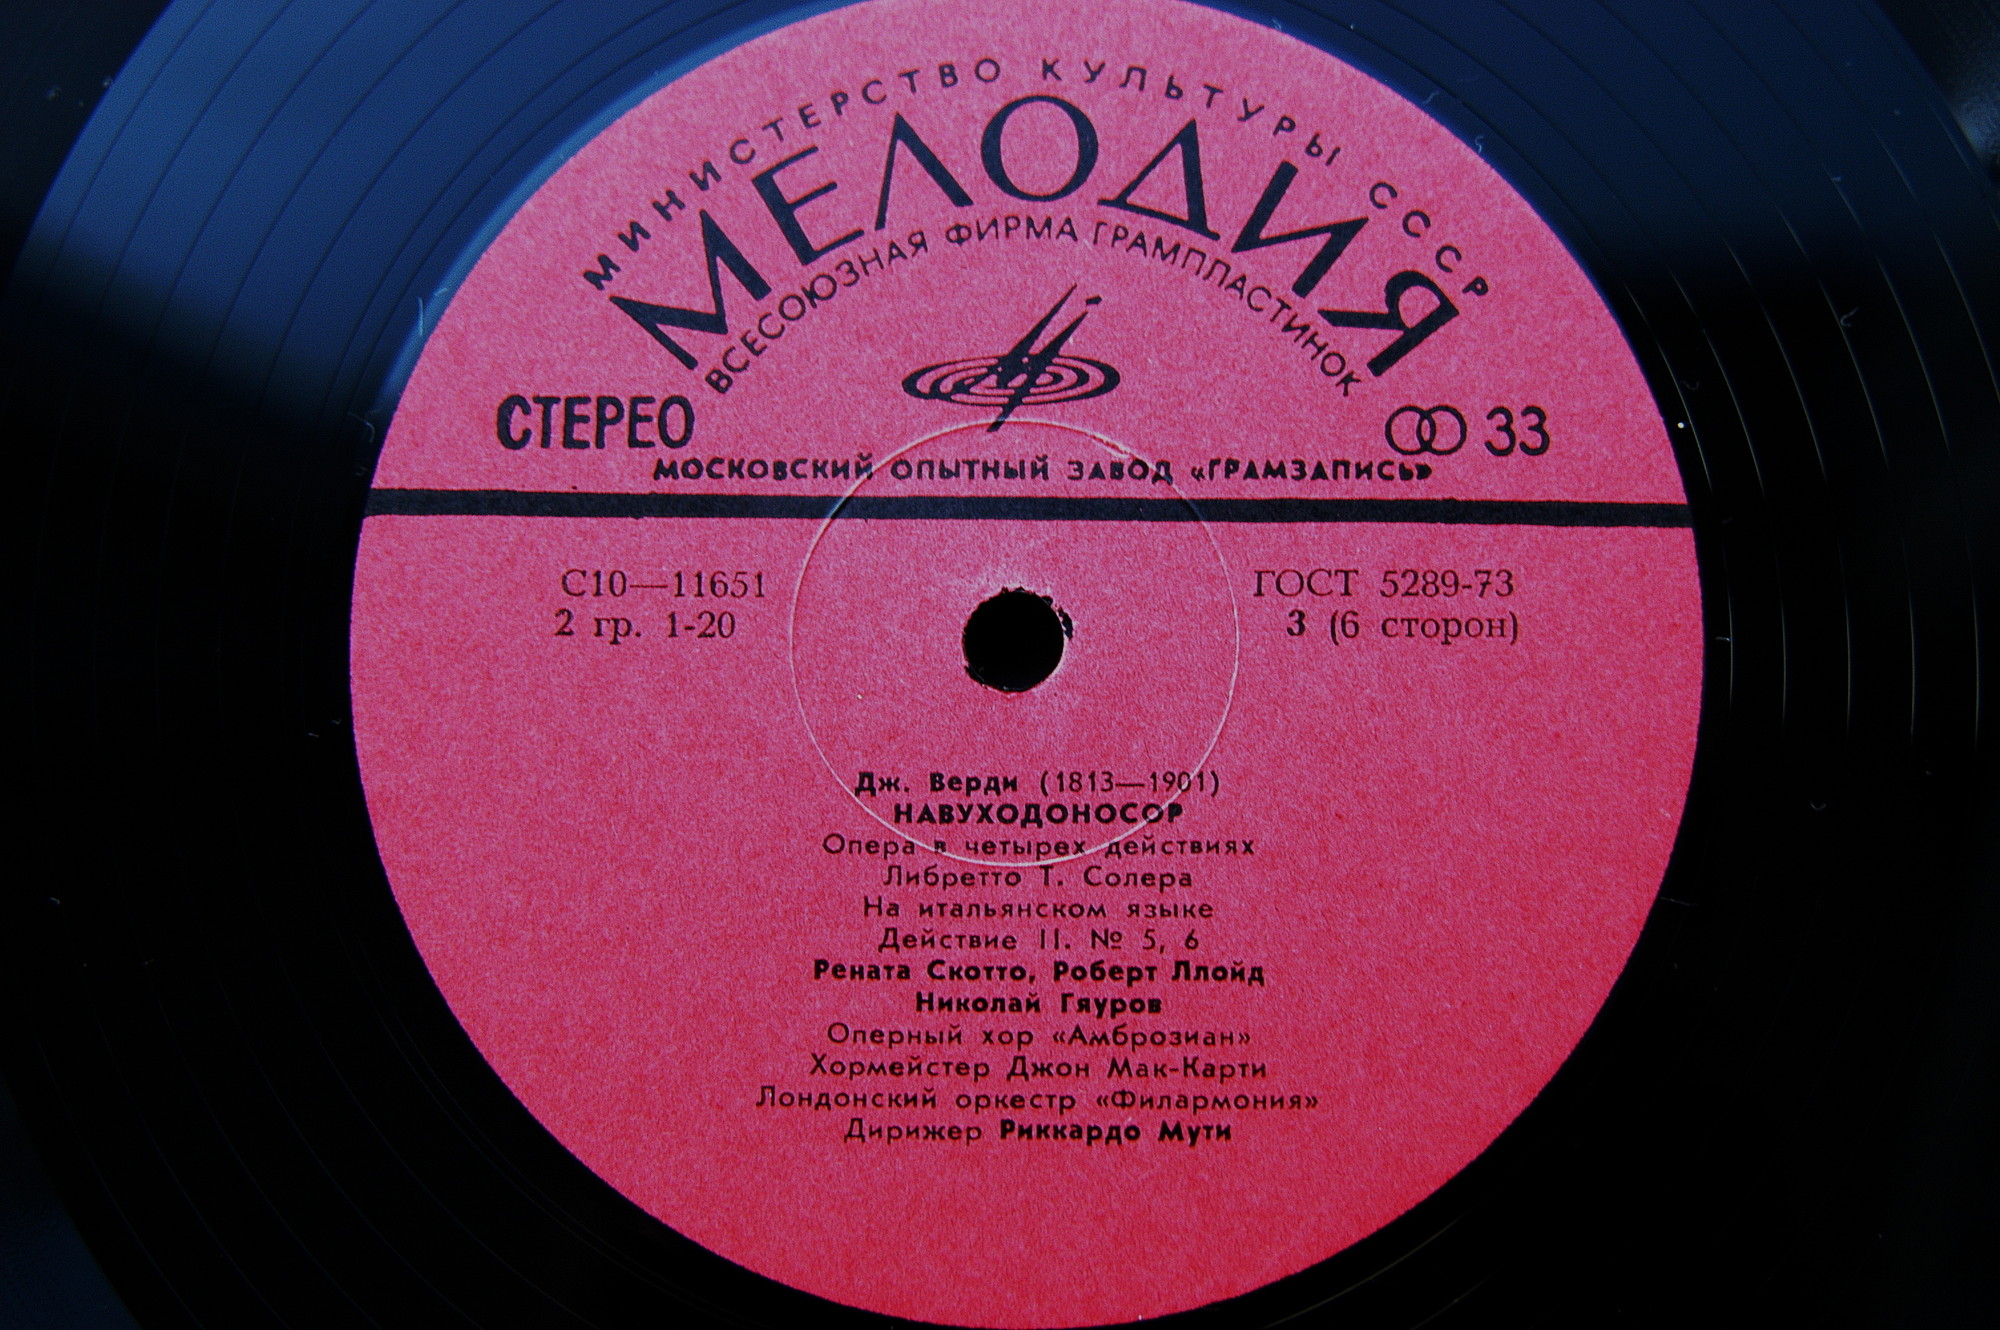 МИНИСТЕРСТВО КУЛЬТУРЫ СССР
МЕЛОДИЯ
ВСЕСОЮЗНАЯ ФИРМА ГРАМПЛАСТИНОК
СТЕРЕО 33
МОСКОВСКИЙ ОПЫТНЫЙ ЗАВОД «ГРАМЗАПИСЬ»
С10—11651 ГОСТ 5289-73
2 гр. 1-20 3 (6 сторон)
Дж. Верди (1813—1901)
НАВУХОДОНОСОР
Опера в четырех действиях
Либретто Т. Солера
На итальянском языке
Действие II. № 5, 6
Рената Скотто, Роберт Ллойд
Николай Гяуров
Оперный хор «Амброзиан»
Хормейстер Джон Мак-Карти
Лондонский оркестр «Филармония»
Дирижер Риккардо Мути